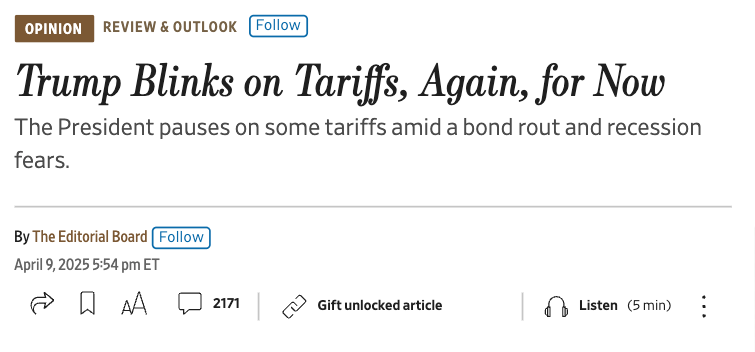 OPINION REVIEW & OUTLOOK Follow
Trump Blinks on Tariffs, Again, for Now
The President pauses on some tariffs amid a bond rout and recession
fears.
By The Editorial Board Follow
April 9, 2025 5:54 pm ET
AA 2171 Gift unlocked article Listen (5 min)